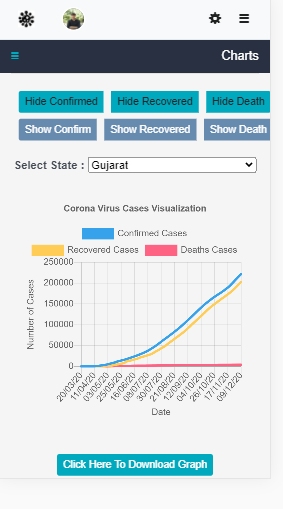 Charts
Hide Confirmed Hide Recovered Hide Death
Show Confirm Show Recovered Show Death
Select State : Gujarat
Corona Virus Cases Visualization
Confirmed Cases
Recovered Cases Deaths Cases
Number of Cases
250000
200000
150000
100000
50000
0
20/03/20
11/04/20
03/05/20
25/05/20
16/06/20
08/07/20
30/07/20
21/08/20
12/09/20
04/10/20
26/10/20
17/11/20
09/12/20
Date
Click Here To Download Graph